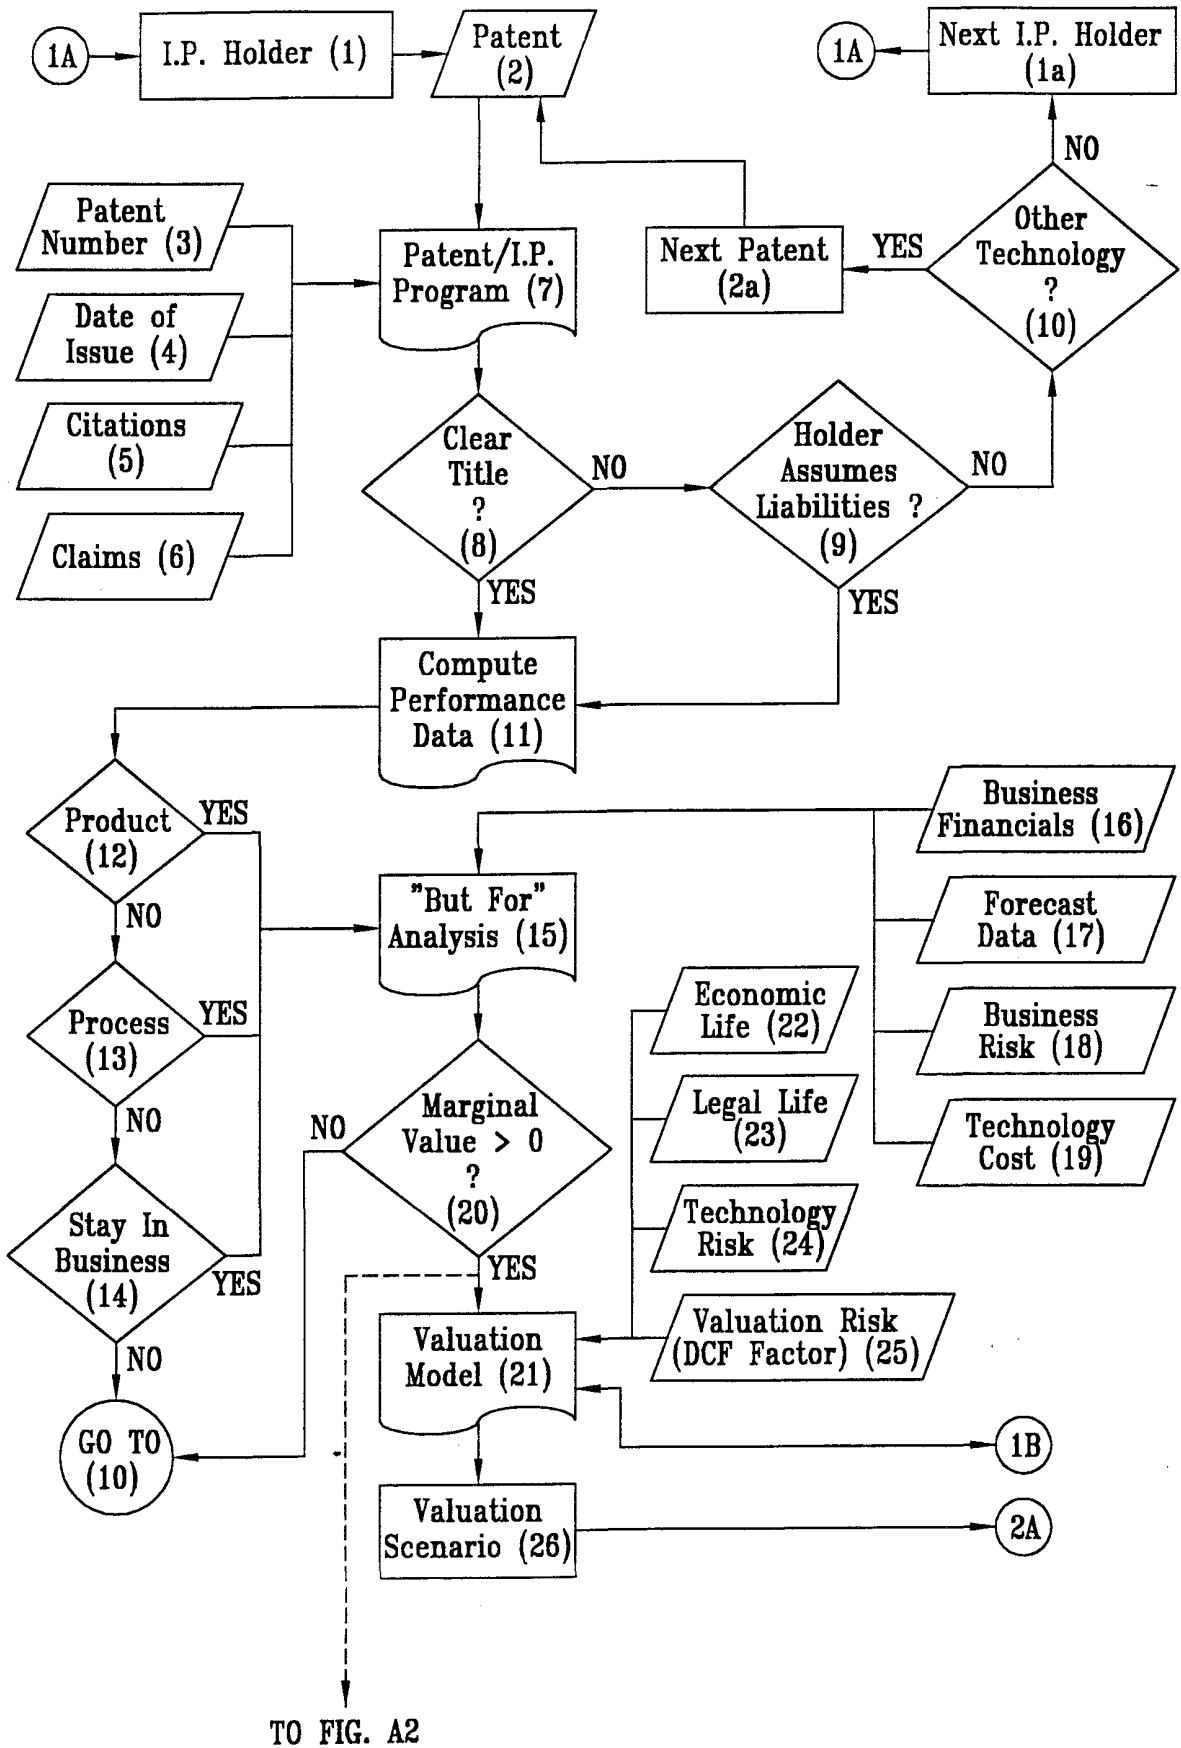 1A
I.P. Holder (1)
Patent
(2)
1A
Next I.P. Holder
(1a)
NO
Patent
Number (3)
Date of
Issue (4)
Citations
(5)
Claims (6)
Patent/I.P.
Program (7)
Next Patent
(2a)
YES
Other
Technology
?
(10)
Clear
Title
?
(8)
NO
Holder
Assumes
Liabilities ?
(9)
NO
YES
YES
Compute
Performance
Data (11)
Product
(12)
YES
NO
Process
(13)
YES
NO
Stay In
Business
(14)
YES
NO
GO TO
(10)
"But For"
Analysis (15)
Business
Financials (16)
Forecast
Data (17)
Business
Risk (18)
Technology
Cost (19)
Marginal
Value > 0
?
(20)
NO
YES
Economic
Life (22)
Legal Life
(23)
Technology
Risk (24)
Valuation Risk
(DCF Factor) (25)
Valuation
Model (21)
1B
Valuation
Scenario (26)
2A
TO FIG. A2